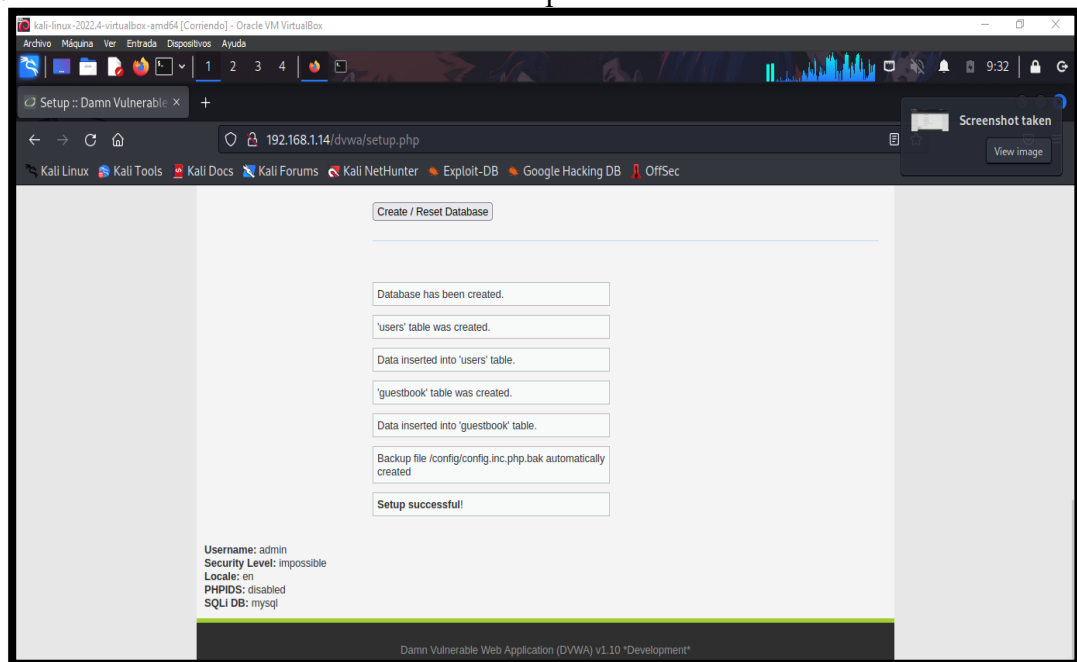 kali-linux-2022.4-virtualbox-amd64 [Corriendo] - Oracle VM VirtualBox
Archivo Máquina Ver Entrada Dispositivos Ayuda
1 2 3 4 9:32
Setup :: Damn Vulnerable
Screenshot taken
192.168.1.14/dvwa/setup.php
View image
Kali Linux Kali Tools Kali Docs Kali Forums Kali NetHunter Exploit-DB Google Hacking DB OffSec
Create / Reset Database
Database has been created.
'users' table was created.
Data inserted into 'users' table.
'guestbook' table was created.
Data inserted into 'guestbook' table.
Backup file /config/config.inc.php.bak automatically
created
Setup successful!
Username: admin
Security Level: impossible
Locale: en
PHPIDS: disabled
SQLi DB: mysql
Damn Vulnerable Web Application (DVWA) v1.10 *Development*